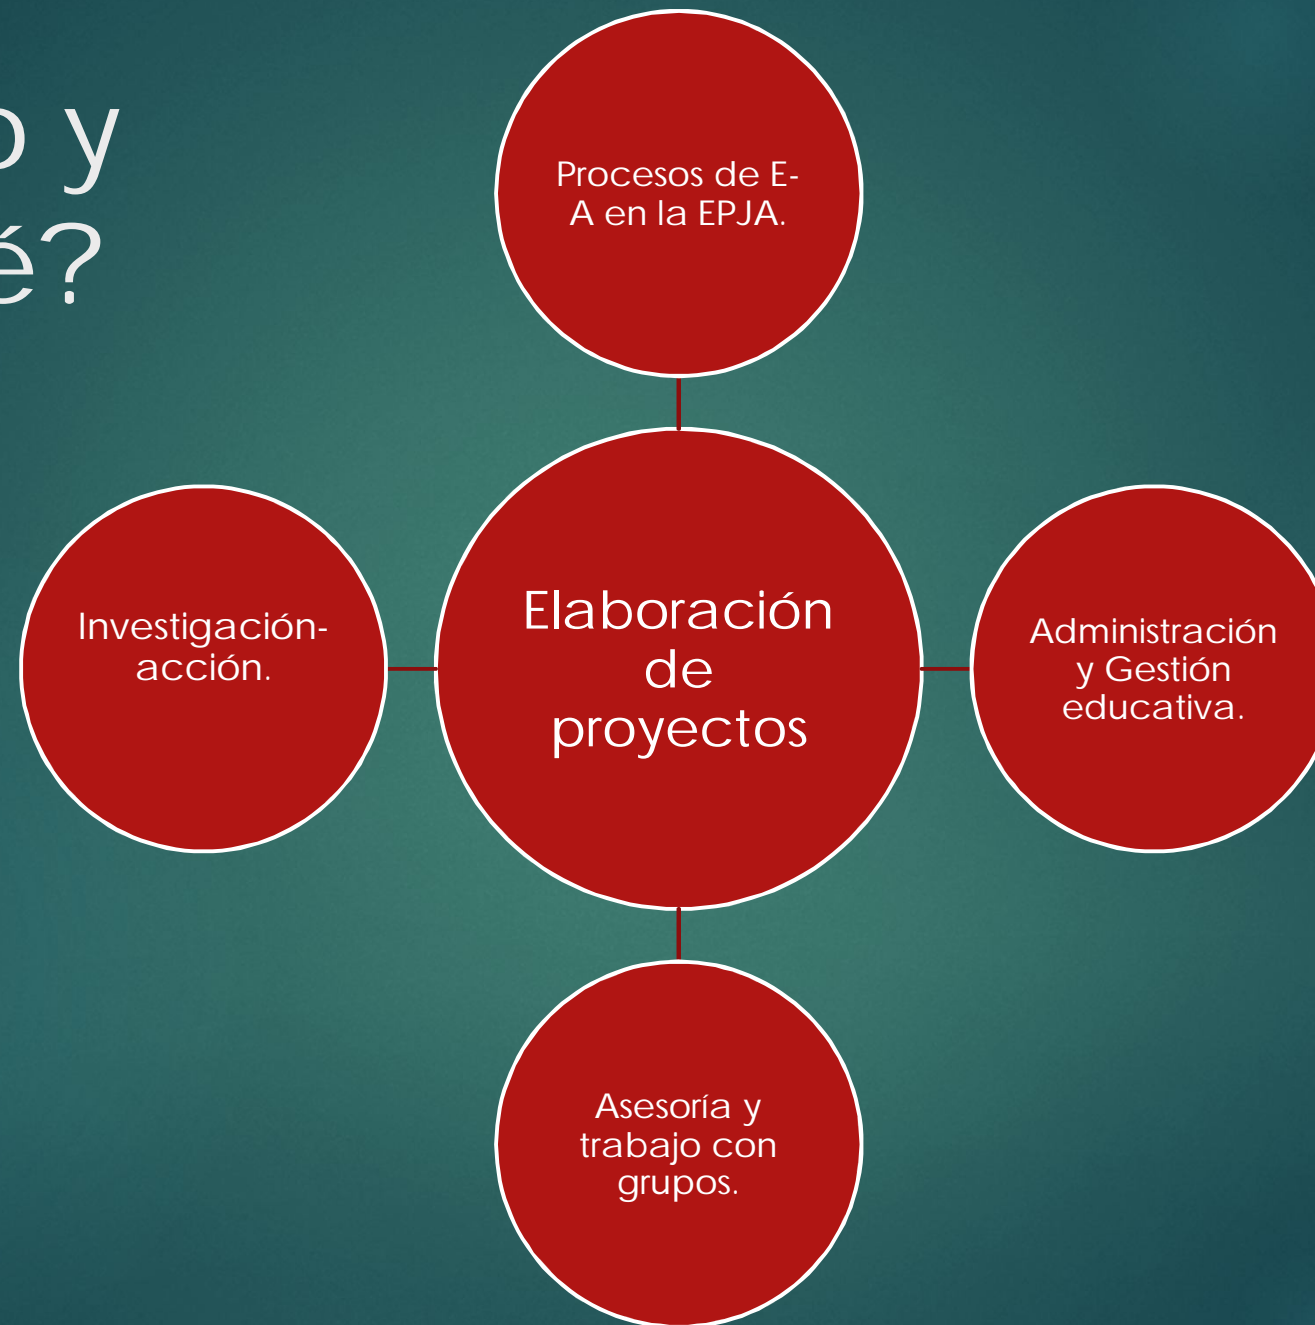 o y
é?
Procesos de E-
A en la EPJA.
Investigación-
acción.
Elaboración
de
proyectos
Administración
y Gestión
educativa.
Asesoría y
trabajo con
grupos.